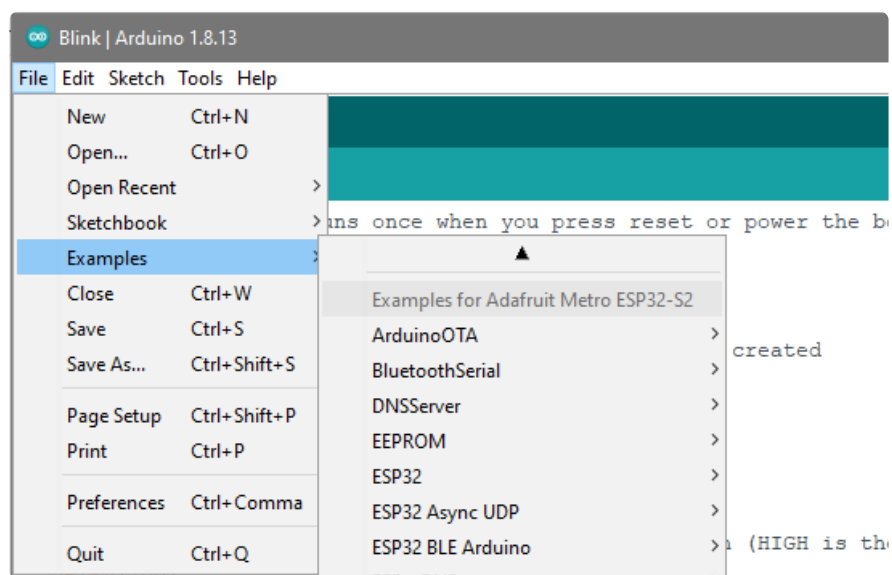 Blink | Arduino 1.8.13
File Edit Sketch Tools Help
New Ctrl+N
Open... Ctrl+O
Open Recent
Sketchbook
Examples
Close Ctrl+W
Save Ctrl+S
Save As... Ctrl+Shift+S
Page Setup Ctrl+Shift+P
Print Ctrl+P
Preferences Ctrl+Comma
Quit Ctrl+Q
uns once when you press reset or power the b
Examples for Adafruit Metro ESP32-S2
ArduinoOTA
BluetoothSerial
DNSServer
EEPROM
ESP32
ESP32 Async UDP
ESP32 BLE Arduino
created
(HIGH is the